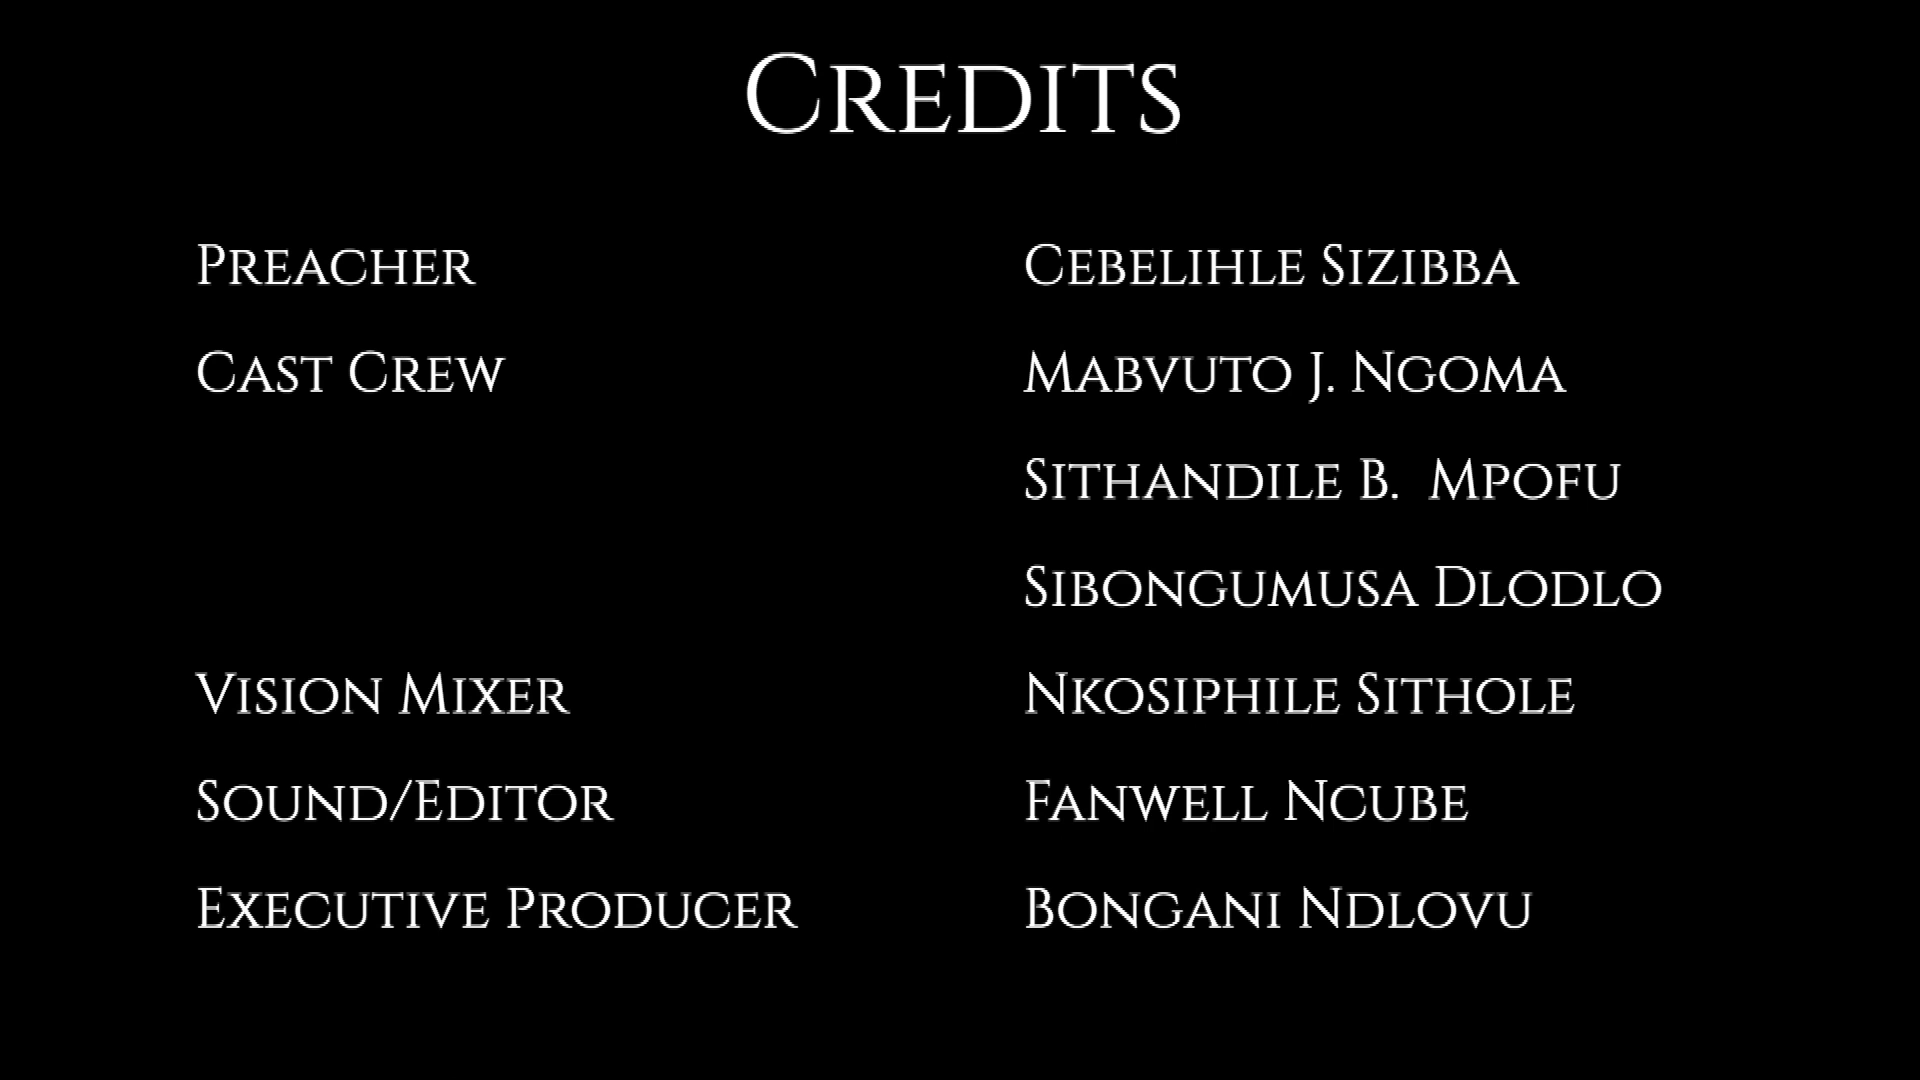 Credits
Preacher Cebelihle Sizibba
Cast Crew Mabvuto J. Ngoma
Sithandile B.  Mpofu
Sibongumusa Dlodlo
Vision Mixer Nkosiphile Sithole
Sound/Editor Fanwell Ncube
Executive Producer Bongani Ndlovu